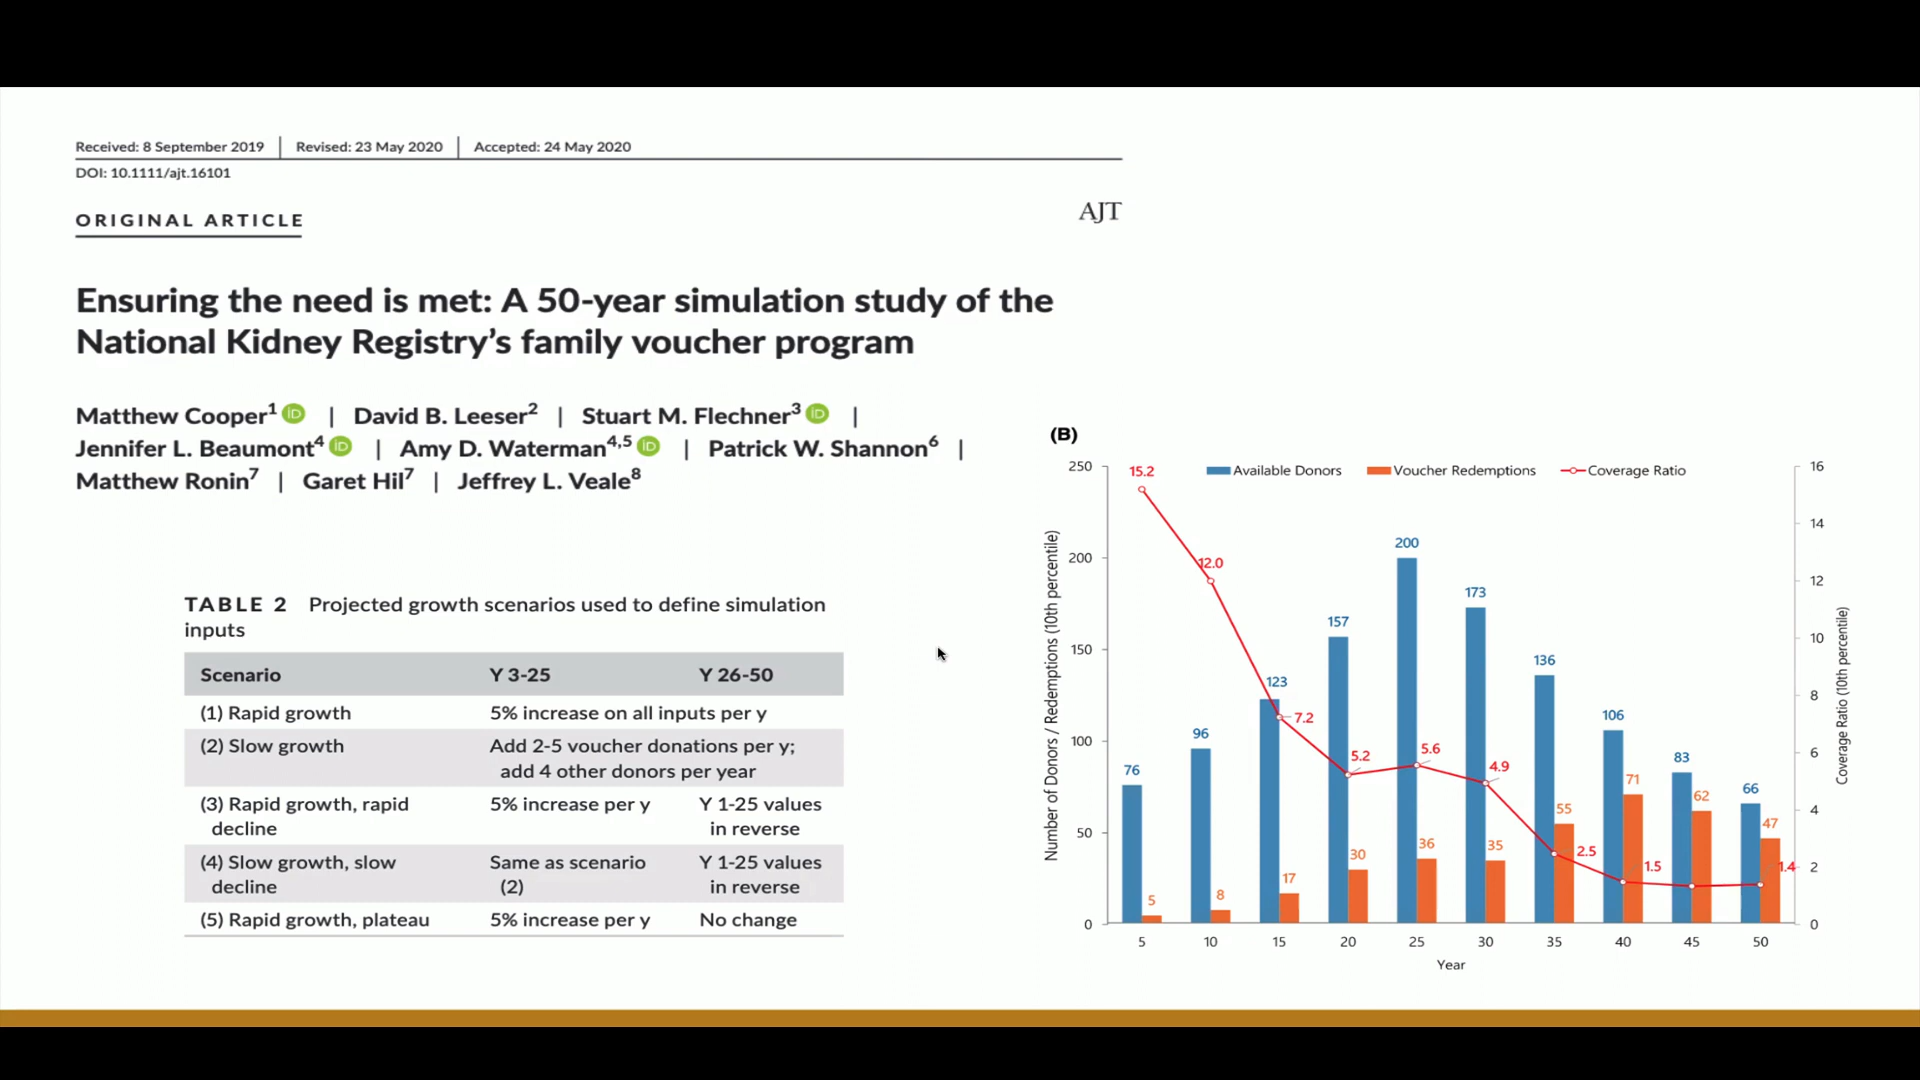 Received: 8 September 2019 | Revised: 23 May 2020 | Accepted: 24 May 2020
DOI: 10.1111/ajt.16101
AJT
ORIGINAL ARTICLE
Ensuring the need is met: A 50-year simulation study of the
National Kidney Registry’s family voucher program
Matthew Cooper1 iD | David B. Leeser2 | Stuart M. Flechner3 iD |
Jennifer L. Beaumont4 iD | Amy D. Waterman4,5 iD | Patrick W. Shannon6 |
Matthew Ronin7 | Garet Hil7 | Jeffrey L. Veale8
TABLE 2 Projected growth scenarios used to define simulation
inputs
Scenario Y 3-25 Y 26-50
(1) Rapid growth 5% increase on all inputs per y
(2) Slow growth Add 2-5 voucher donations per y;
add 4 other donors per year
(3) Rapid growth, rapid 5% increase per y Y 1-25 values
decline in reverse
(4) Slow growth, slow Same as scenario Y 1-25 values
decline (2) in reverse
(5) Rapid growth, plateau 5% increase per y No change
(B)
Available Donors Voucher Redemptions Coverage Ratio
Number of Donors / Redemptions (10th percentile)
250
200
150
100
50
0
15.2
12.0
7.2
5.2
5.6
4.9
2.5
1.5
1.4
76
96
123
157
200
173
136
106
83
66
5
8
17
30
36
35
55
71
62
47
16
14
12
10
8
6
4
2
0
Coverage Ratio (10th percentile)
5 10 15 20 25 30 35 40 45 50
Year